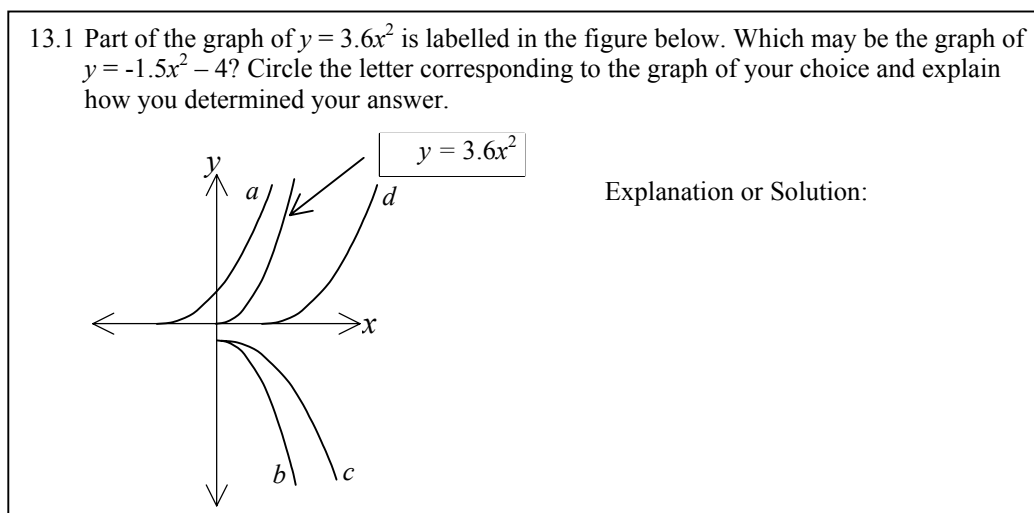 13.1 Part of the graph of y = 3.6x² is labelled in the figure below. Which may be the graph of
y = -1.5x² – 4? Circle the letter corresponding to the graph of your choice and explain
how you determined your answer.
y = 3.6x²
y
a
d
Explanation or Solution:
x
b
c